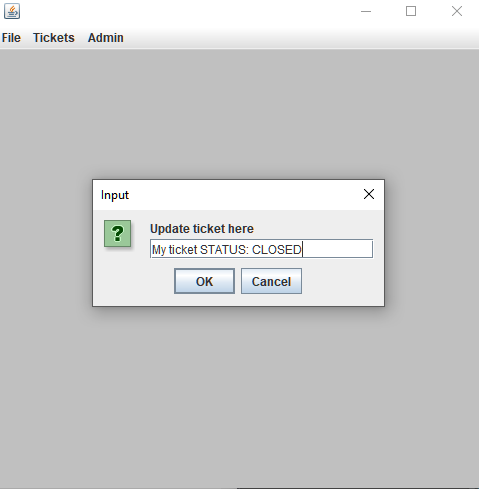 File Tickets Admin
Input
?
Update ticket here
My ticket STATUS: CLOSED
OK Cancel